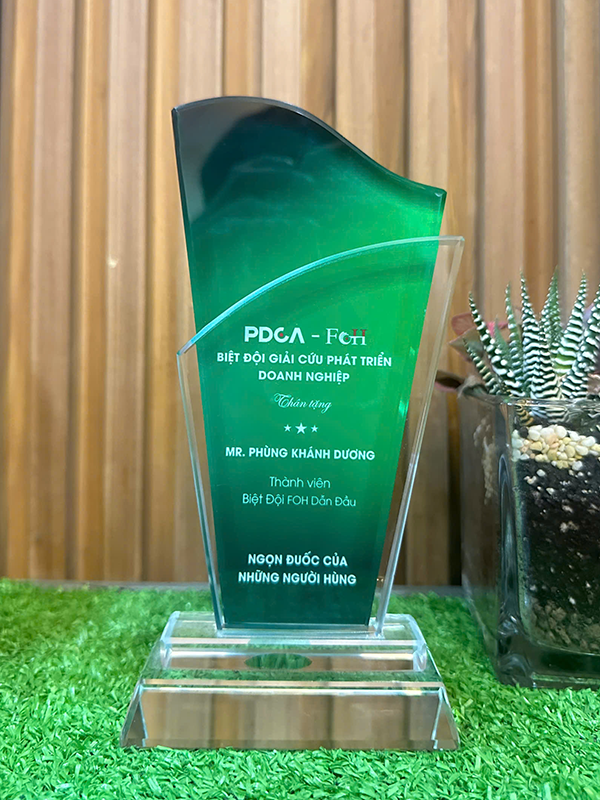 PDCA - FOH
BIỆT ĐỘI GIẢI CỨU PHÁT TRIỂN
DOANH NGHIỆP
Thân tặng
MR. PHÙNG KHÁNH DƯƠNG
Thành viên
Biệt Đội FOH Dẫn Đầu
NGỌN ĐUỐC CỦA
NHỮNG NGƯỜI HÙNG